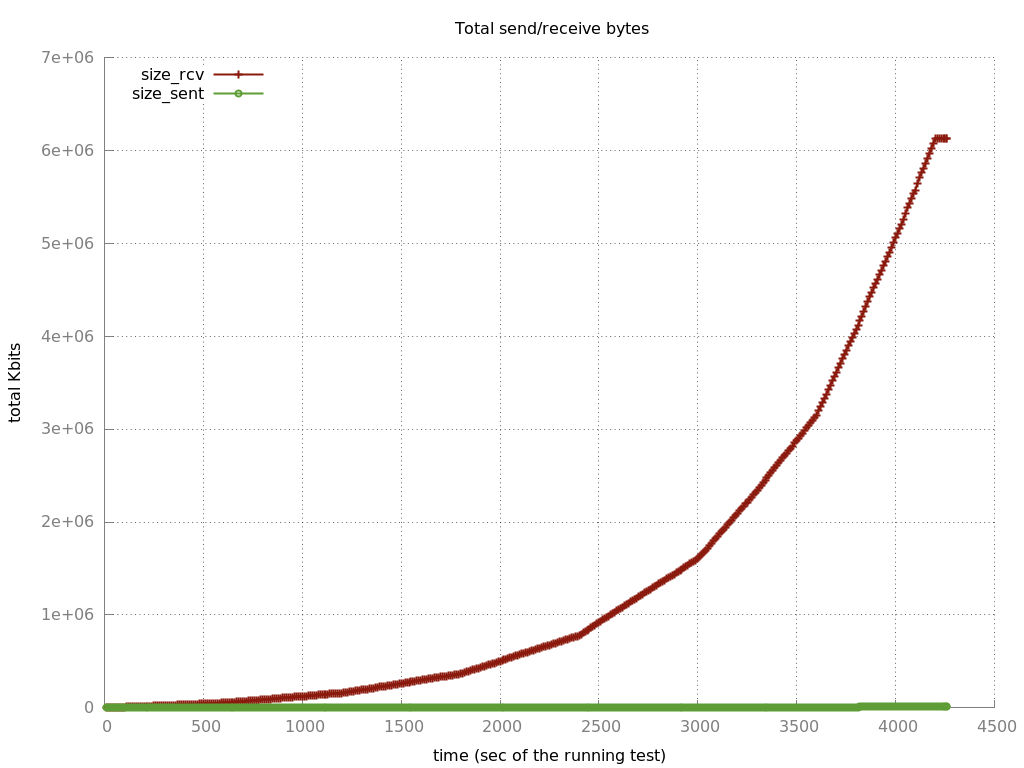 Total send/receive bytes
7e+06
6e+06
5e+06
4e+06
3e+06
2e+06
1e+06
0
size_rcv
size_sent
total Kbits
0 500 1000 1500 2000 2500 3000 3500 4000 4500
time (sec of the running test)